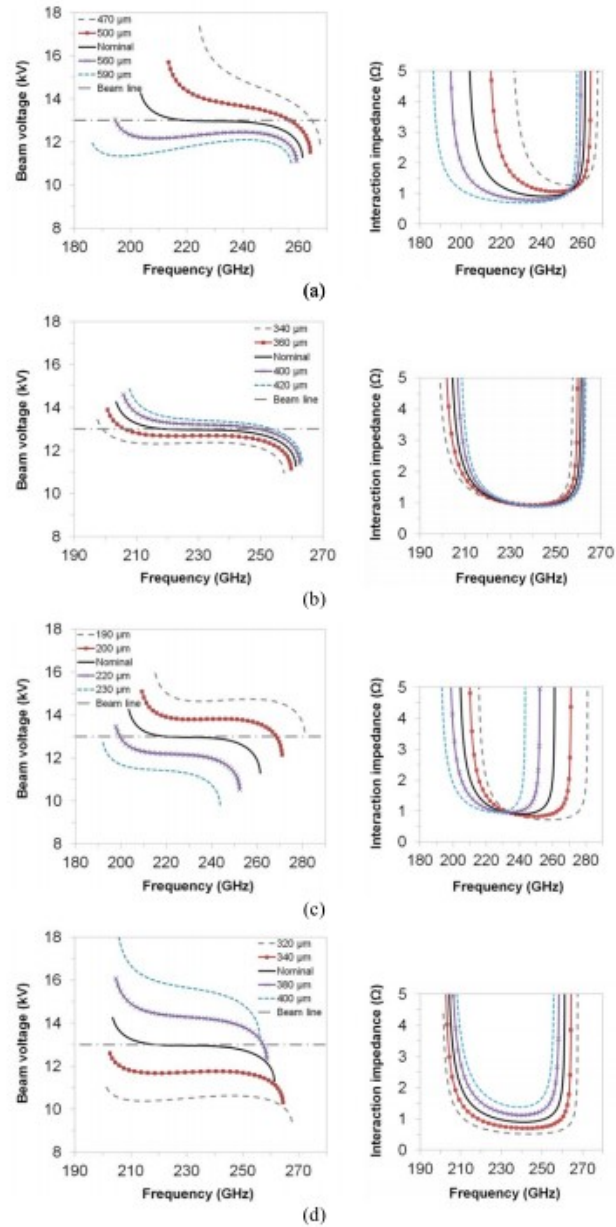 18
16
14
12
10
8
Beam voltage (kV)
470 µm
500 µm
Nominal
560 µm
590 µm
Beam line
180 200 220 240 260
Frequency (GHz)
5
4
3
2
1
0
Interaction impedance (Ω)
180 200 220 240 260 280
Frequency (GHz)
(a)
18
16
14
12
10
8
Beam voltage (kV)
340 µm
360 µm
Nominal
400 µm
420 µm
Beam line
190 210 230 250 270
Frequency (GHz)
5
4
3
2
1
0
Interaction impedance (Ω)
190 210 230 250 270
Frequency (GHz)
(b)
18
16
14
12
10
8
Beam voltage (kV)
190 µm
200 µm
Nominal
220 µm
230 µm
Beam line
180 200 220 240 260 280
Frequency (GHz)
5
4
3
2
1
0
Interaction impedance (Ω)
180 200 220 240 260 280 300
Frequency (GHz)
(c)
18
16
14
12
10
8
Beam voltage (kV)
320 µm
340 µm
Nominal
380 µm
400 µm
Beam line
190 210 230 250 270
Frequency (GHz)
5
4
3
2
1
0
Interaction impedance (Ω)
190 210 230 250 270 290
Frequency (GHz)
(d)